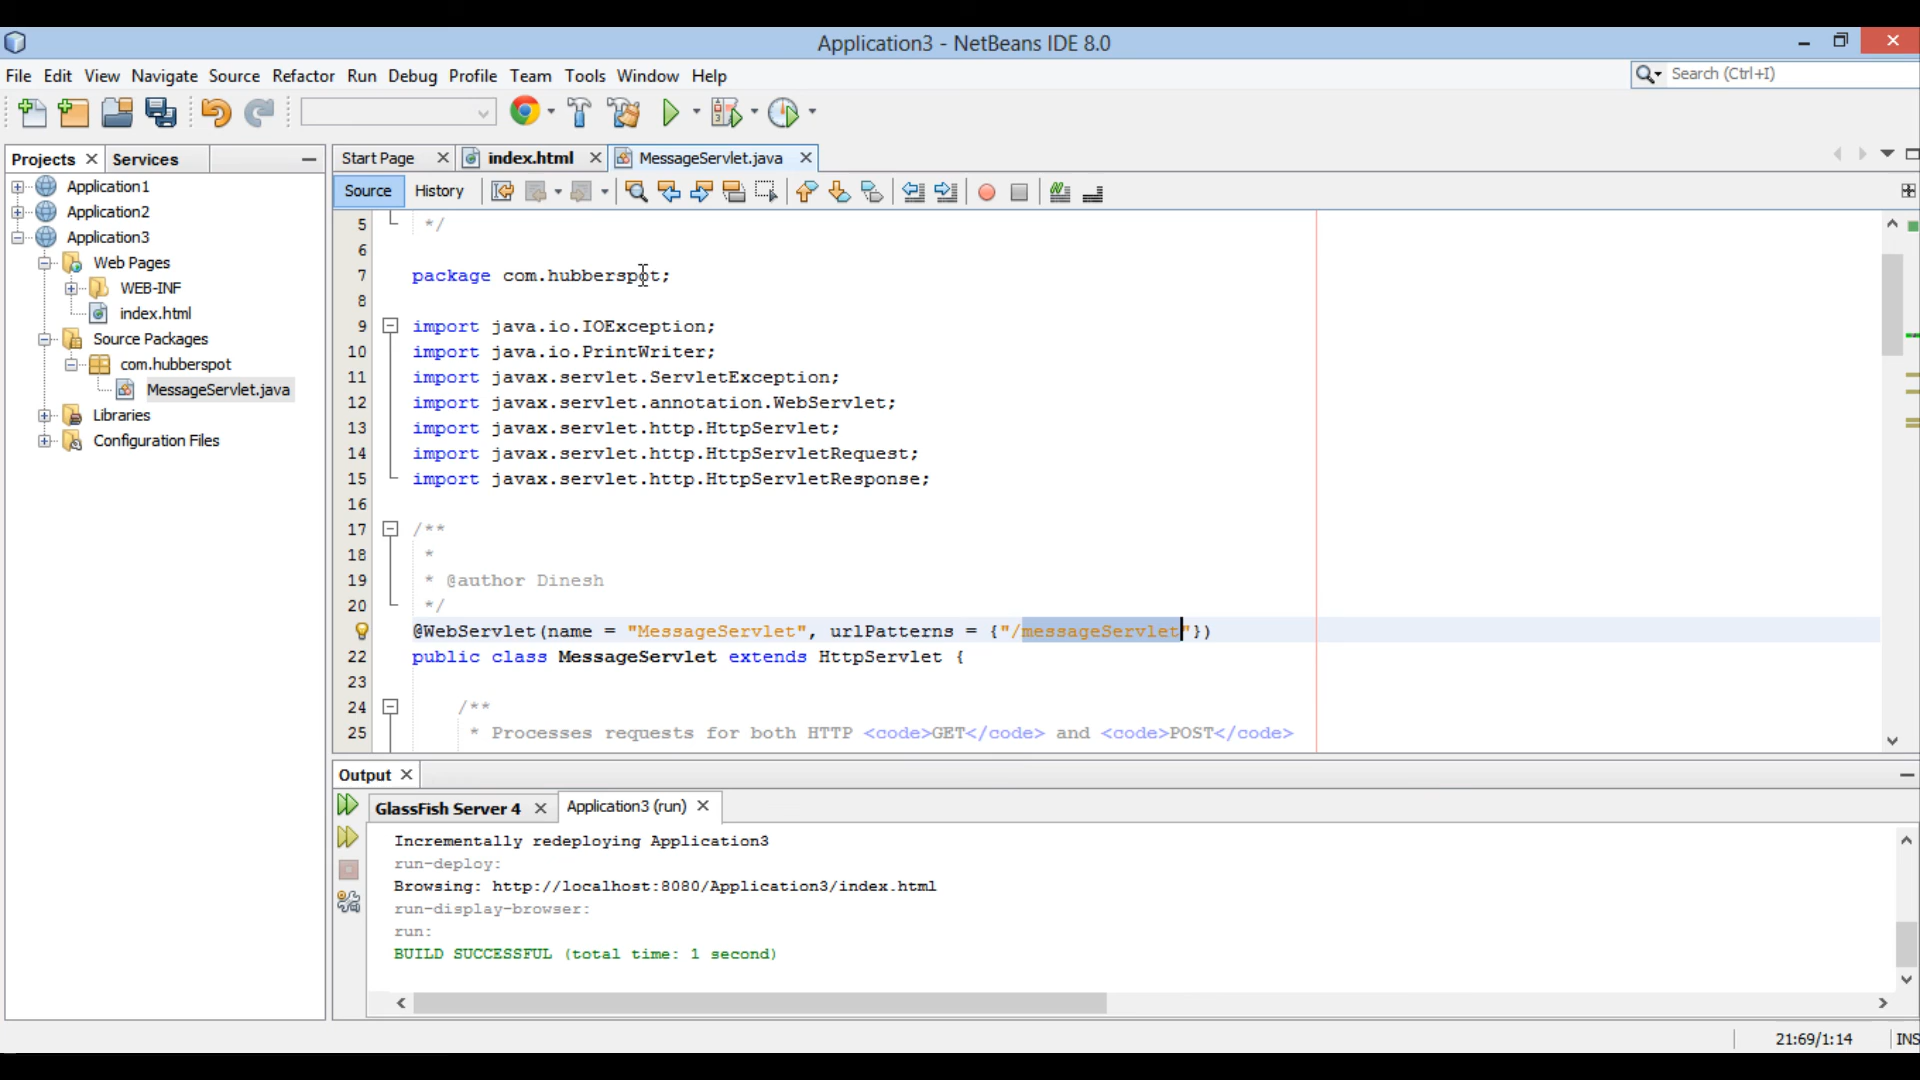 Application3 - NetBeans IDE 8.0
File Edit View Navigate Source Refactor Run Debug Profile Team Tools Window Help
Search (Ctrl+I)
Projects Services
Application1
Application2
Application3
Web Pages
WEB-INF
index.html
Source Packages
com.hubberspot
MessageServlet.java
Libraries
Configuration Files
Start Page index.html MessageServlet.java
Source History
5 */
6
7 package com.hubberspot;
8
9 import java.io.IOException;
10 import java.io.PrintWriter;
11 import javax.servlet.ServletException;
12 import javax.servlet.annotation.WebServlet;
13 import javax.servlet.http.HttpServlet;
14 import javax.servlet.http.HttpServletRequest;
15 import javax.servlet.http.HttpServletResponse;
16
17 /**
18 *
19 * @author Dinesh
20 */
@WebServlet(name = "MessageServlet", urlPatterns = {"/messageServlet"})
22 public class MessageServlet extends HttpServlet {
23
24 /**
25 * Processes requests for both HTTP <code>GET</code> and <code>POST</code>
Output
GlassFish Server 4 Application3 (run)
Incrementally redeploying Application3
run-deploy:
Browsing: http://localhost:8080/Application3/index.html
run-display-browser:
run:
BUILD SUCCESSFUL (total time: 1 second)
21:69/1:14 INS